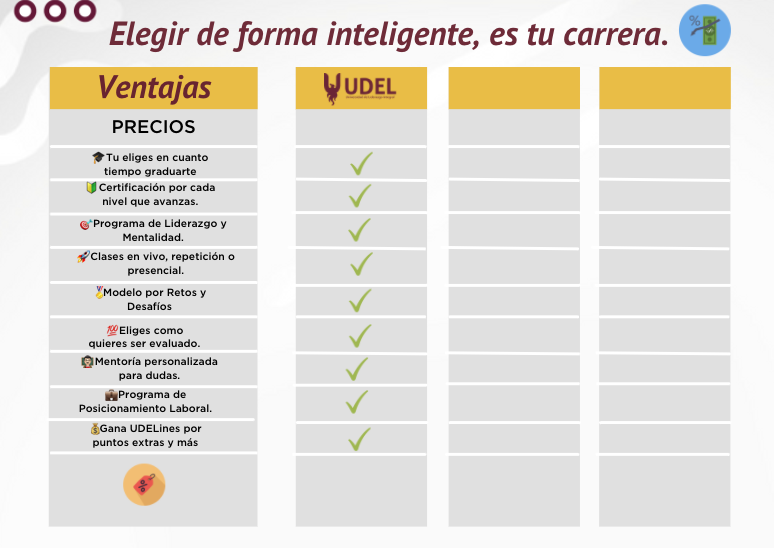 Elegir de forma inteligente, es tu carrera.
Ventajas
UDEL
PRECIOS
Tu eliges en cuanto
tiempo graduarte
Certificación por cada
nivel que avanzas.
Programa de Liderazgo y
Mentalidad.
Clases en vivo, repetición o
presencial.
Modelo por Retos y
Desafíos
Eliges como
quieres ser evaluado.
Mentoría personalizada
para dudas.
Programa de
Posicionamiento Laboral.
Gana UDELines por
puntos extras y más